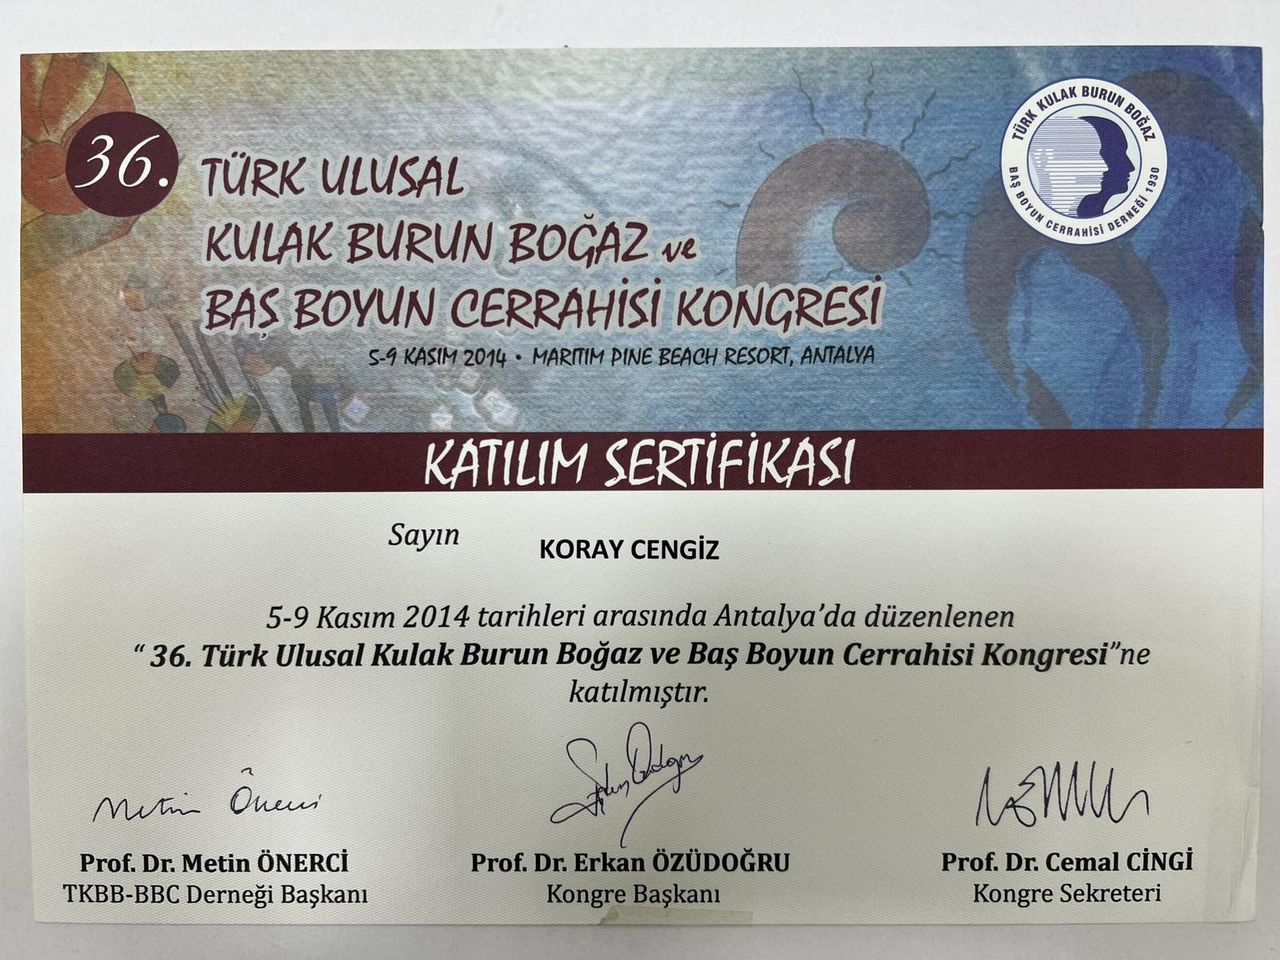 36.
TÜRK ULUSAL
KULAK BURUN BOĞAZ ve
BAŞ BOYUN CERRAHİSİ KONGRESİ
5-9 KASIM 2014 • MARITIM PINE BEACH RESORT, ANTALYA
TÜRK KULAK BURUN BOĞAZ
BAŞ BOYUN CERRAHİSİ DERNEĞİ 1930
KATILIM SERTİFİKASI
Sayın KORAY CENGİZ
5-9 Kasım 2014 tarihleri arasında Antalya'da düzenlenen
“ 36. Türk Ulusal Kulak Burun Boğaz ve Baş Boyun Cerrahisi Kongresi”ne
katılmıştır.
Metin Önerci
Prof. Dr. Metin ÖNERCİ Prof. Dr. Erkan ÖZÜDOĞRU Prof. Dr. Cemal CİNGİ
TKBB-BBC Derneği Başkanı Kongre Başkanı Kongre Sekreteri